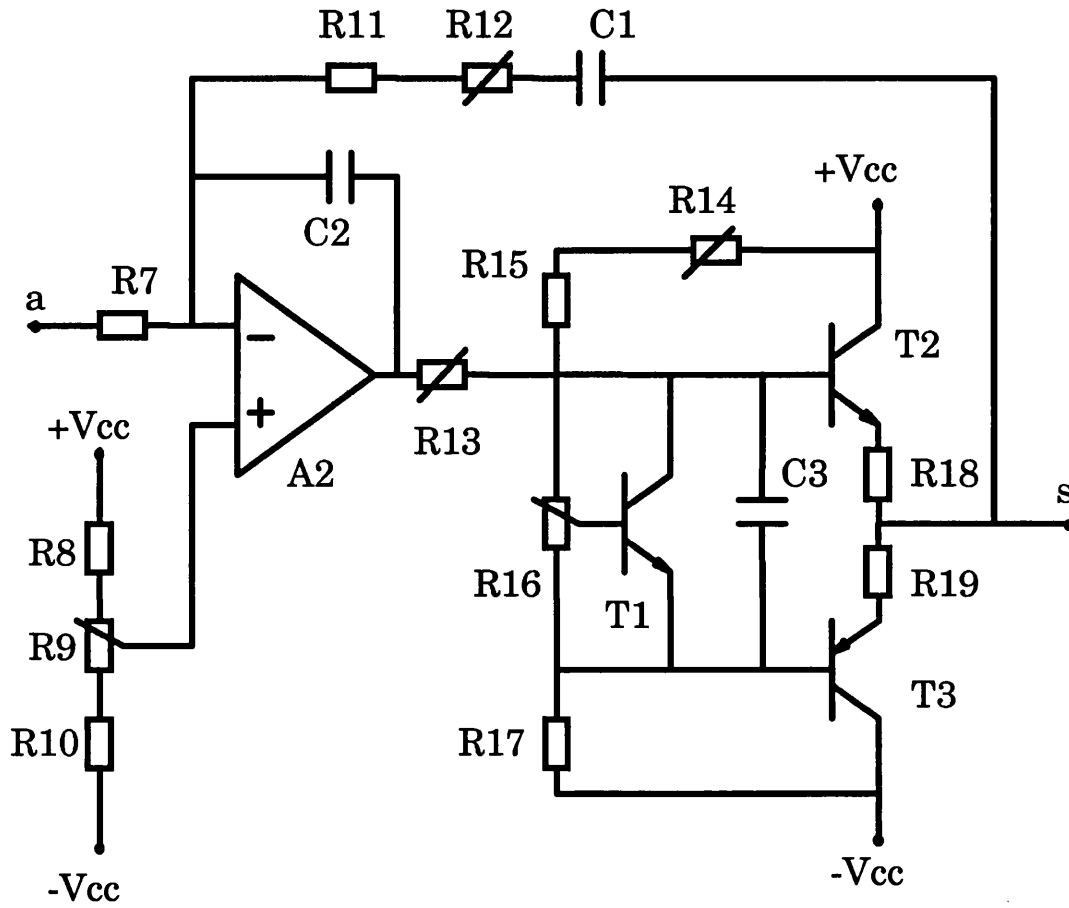 R11
R12
C1
+Vcc
R14
C2
R15
R7
a
T2
−
+
+Vcc
R13
A2
C3
R18
s
R8
R16
R19
T1
R9
T3
R10
R17
-Vcc
-Vcc